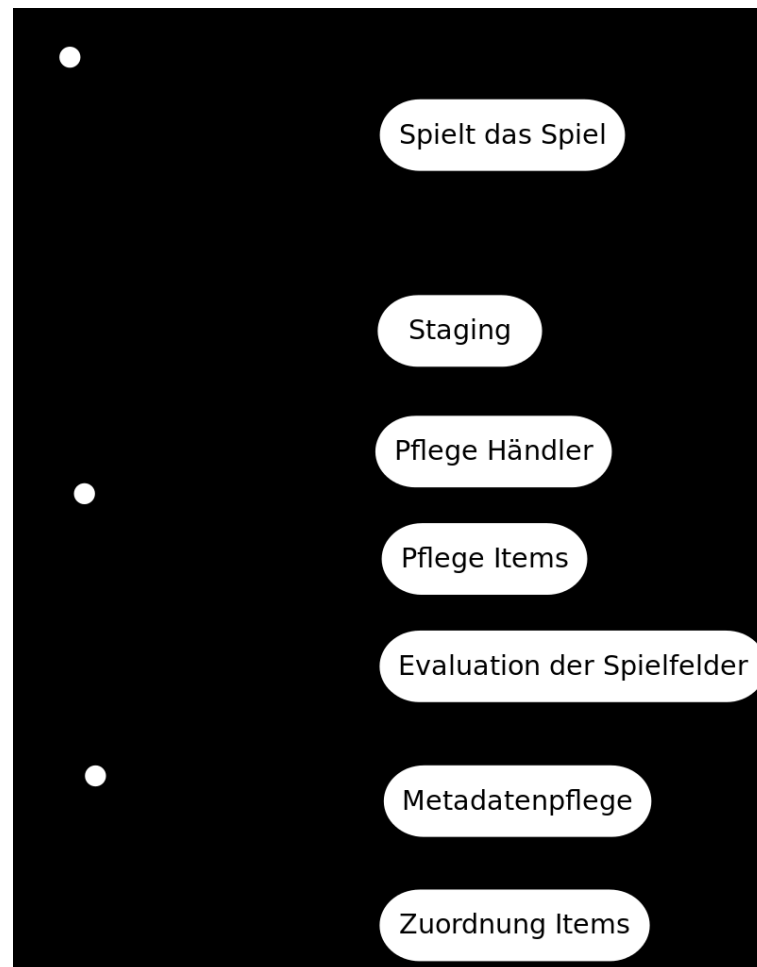 Spielt das Spiel
Staging
Pflege Händler
Pflege Items
Evaluation der Spielfelder
Metadatenpflege
Zuordnung Items